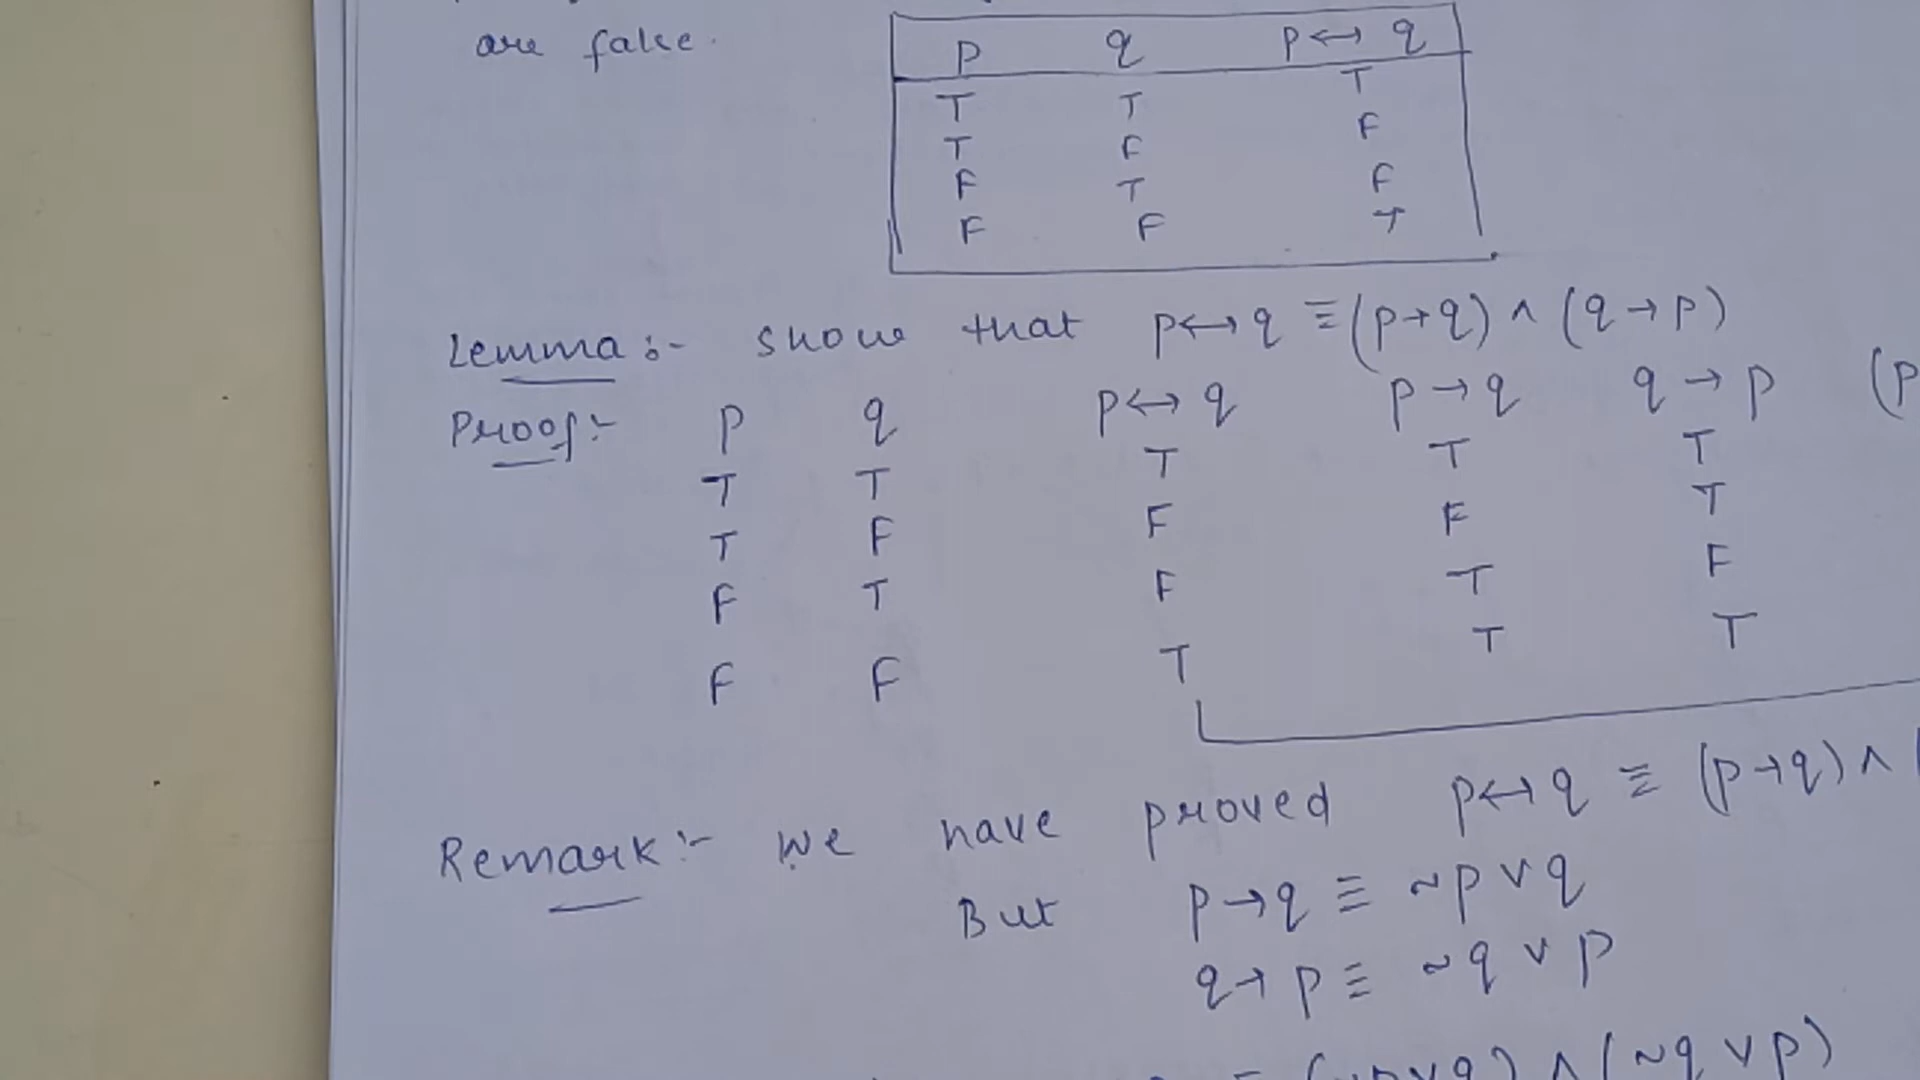 are false.
p q p↔q
T T T
T F F
F T F
F F T
Lemma :- Show that p↔q ≡ (p→q) ∧ (q→p)
Proof:- p q p↔q p→q q→p (p
T T T T T
T F F F T
F T F T F
F F T T T
Remark :- we have proved p↔q ≡ (p→q) ∧
But p→q ≡ ~p∨q
q→p ≡ ~q∨p
∧ (~q∨p)